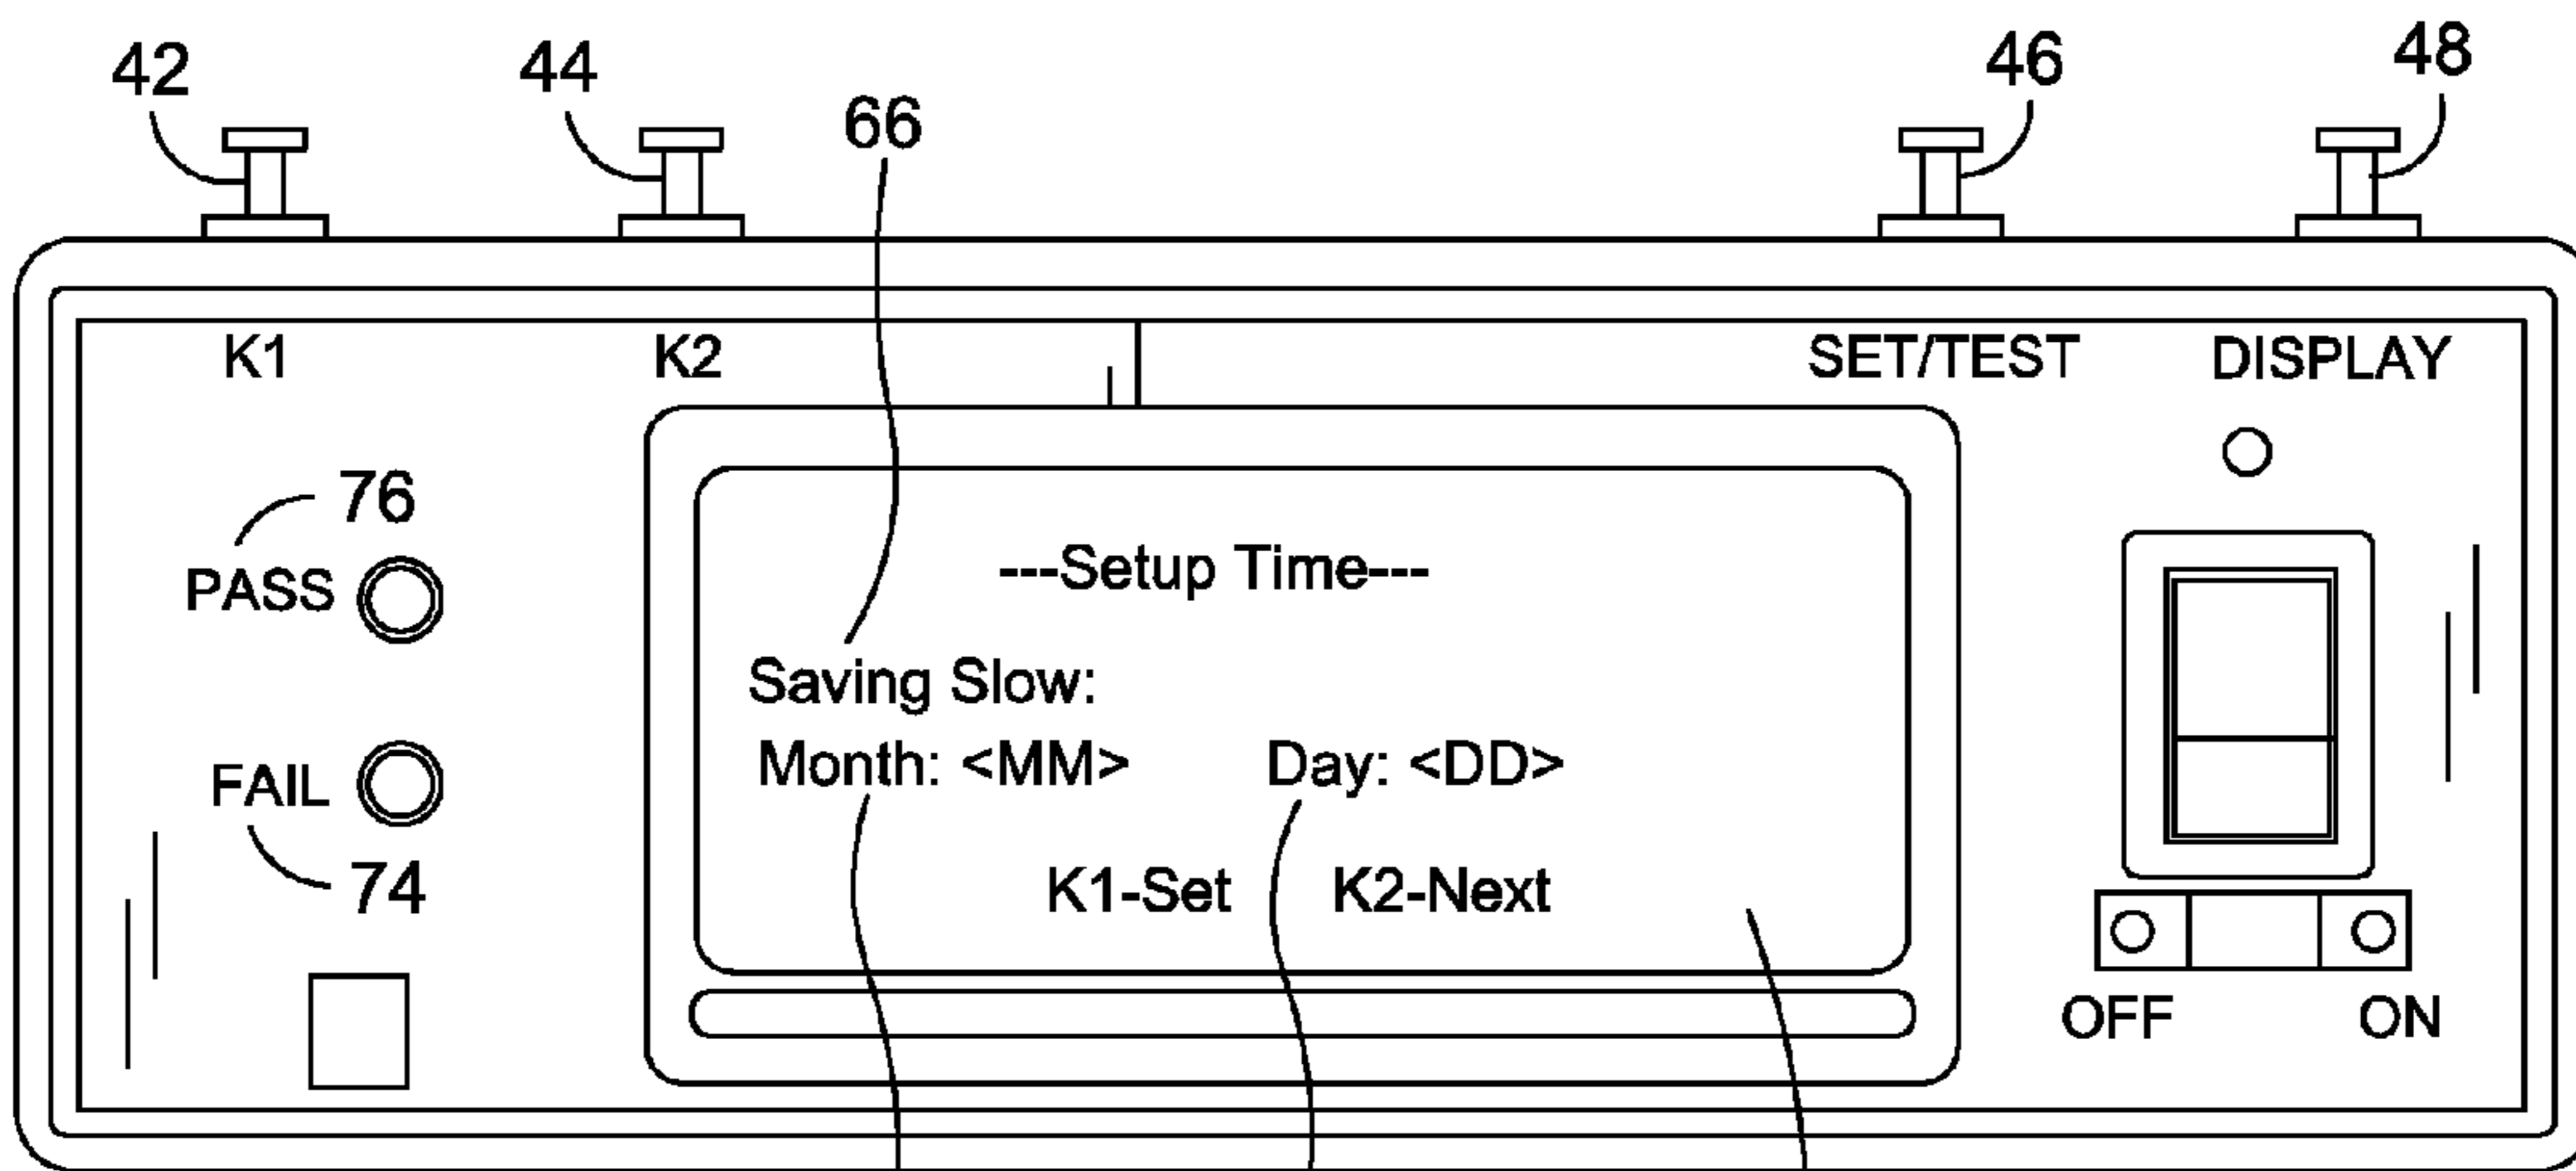 42 44 46 48
66
K1 K2 SET/TEST DISPLAY
76
PASS
---Setup Time---
Saving Slow:
Month: <MM> Day: <DD>
FAIL
74
K1-Set K2-Next
OFF ON